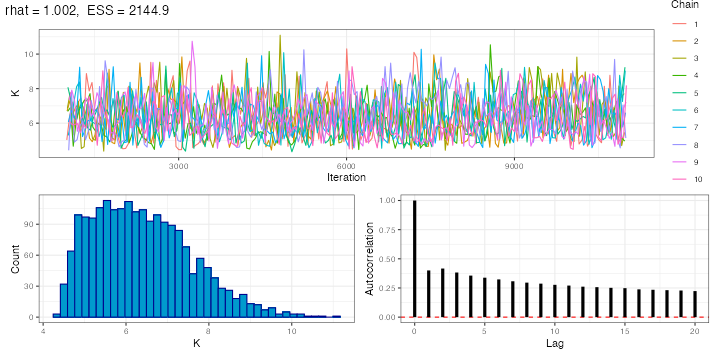 rhat = 1.002, ESS = 2144.9
Chain
1
2
3
4
5
6
7
8
9
10
K
10
8
6
3000 6000 9000
Iteration
Count
90
60
30
0
4 6 8 10
K
Autocorrelation
1.00
0.75
0.50
0.25
0.00
0 5 10 15 20
Lag